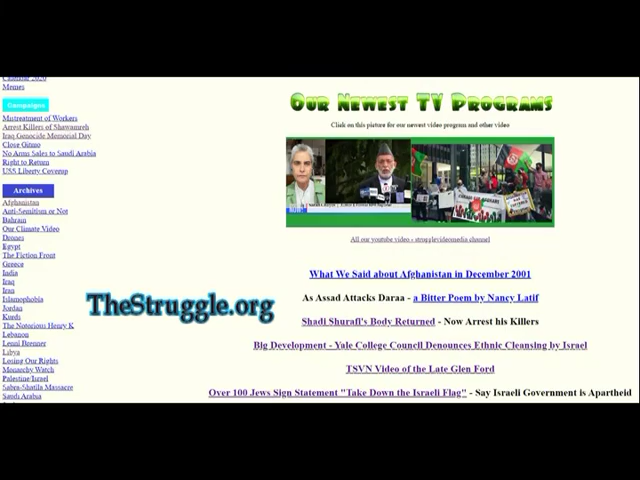 Calendar 2020
Memes
Campaigns
Mistreatment of Workers
Arrest Killers of Shawamreh
Iraq Genocide Memorial Day
Close Gitmo
No Arms Sales to Saudi Arabia
Right to Return
USS Liberty Coverup
Archives
Afghanistan
Anti-Semitism or Not
Bahrain
Our Climate Video
Drones
Egypt
The Fiction Front
Greece
India
Iraq
Iran
Islamophobia
Jordan
Kurds
The Notorious Henry K
Lebanon
Lenni Brenner
Libya
Losing Our Rights
Monarchy Watch
Palestine/Israel
Sabra-Shatila Massacre
Saudi Arabia
TheStruggle.org
Our Newest TV Programs
Click on this picture for our newest video program and other video
All our youtube video - strugglevideomedia channel
What We Said about Afghanistan in December 2001
As Assad Attacks Daraa - a Bitter Poem by Nancy Latif
Shadi Shurafi's Body Returned - Now Arrest his Killers
Big Development - Yale College Council Denounces Ethnic Cleansing by Israel
TSVN Video of the Late Glen Ford
Over 100 Jews Sign Statement "Take Down the Israeli Flag" - Say Israeli Government is Apartheid